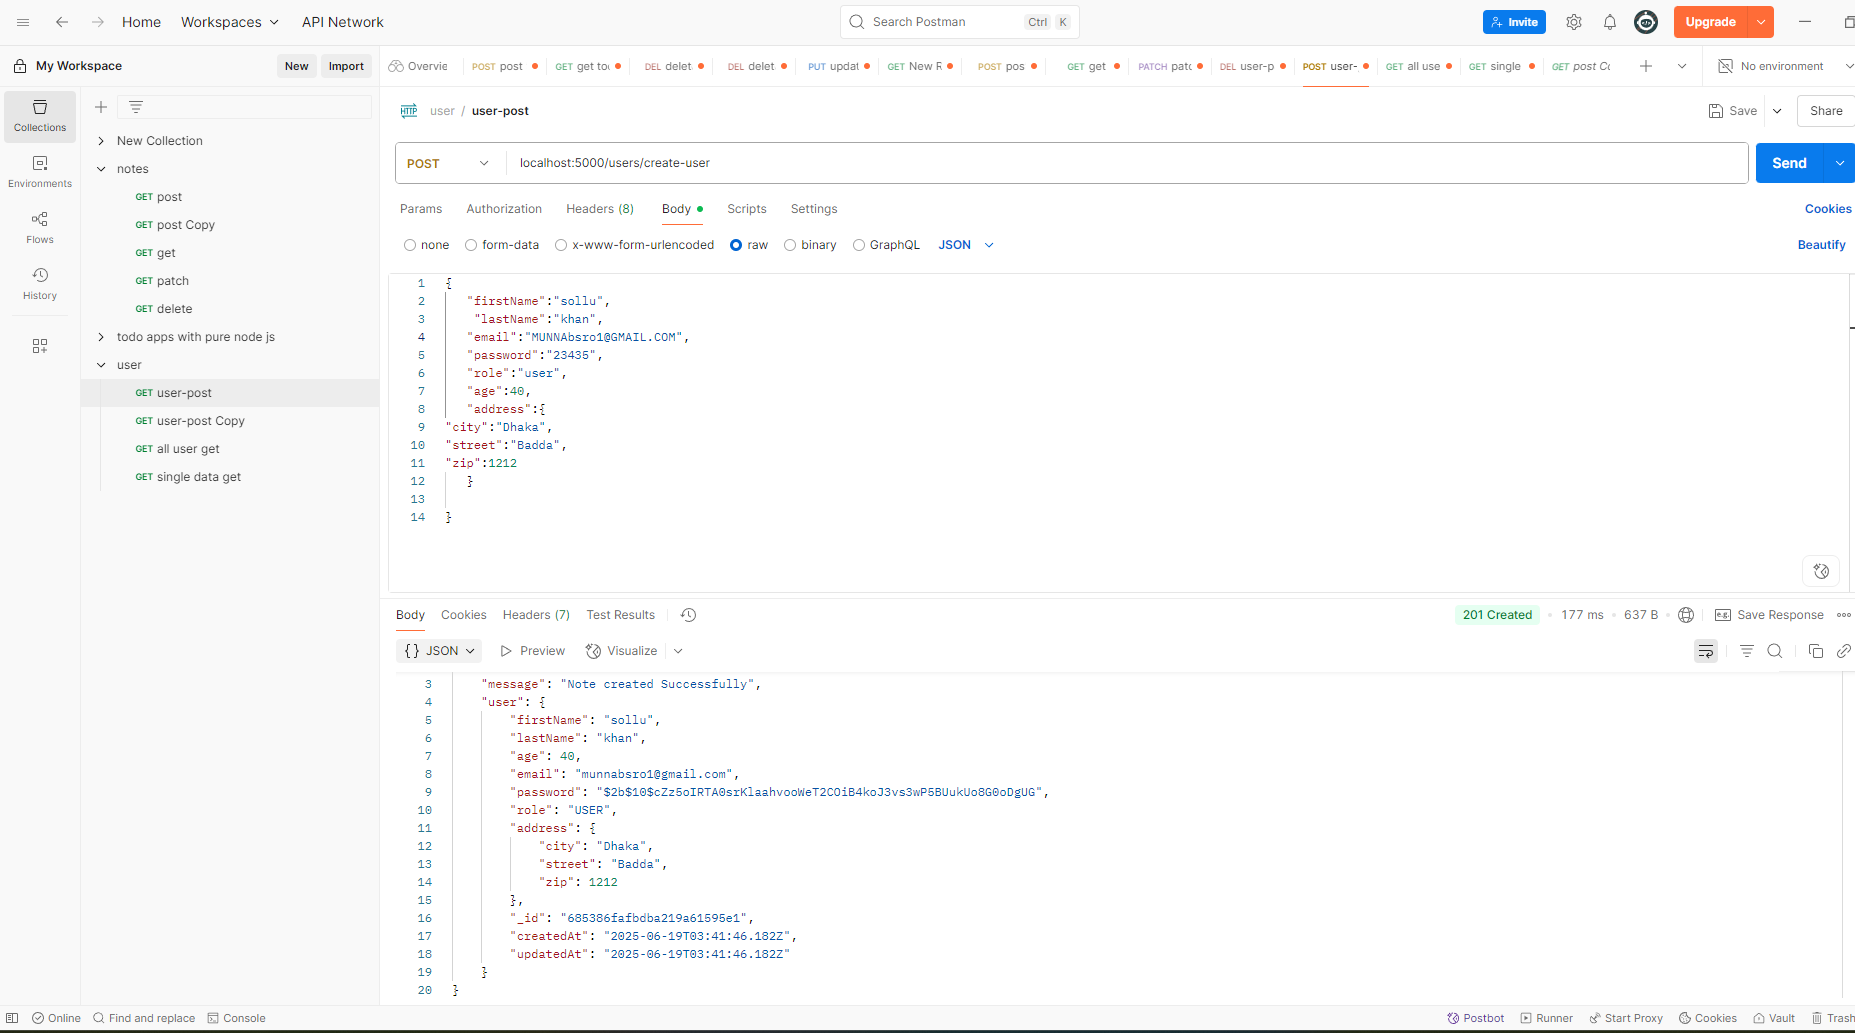 Home Workspaces API Network Search Postman Ctrl K Invite Upgrade
My Workspace New Import Overvie POST post GET get to DEL delet DEL delet PUT updat GET New R POST pos GET get PATCH patc DEL user-p POST user- GET all use GET single GET post C No environment
Collections
Environments
Flows
History
New Collection
notes
GET post
GET post Copy
GET get
GET patch
GET delete
todo apps with pure node js
user
GET user-post
GET user-post Copy
GET all user get
GET single data get
HTTP user / user-post Save Share
POST localhost:5000/users/create-user Send
Params Authorization Headers (8) Body Scripts Settings Cookies
none form-data x-www-form-urlencoded raw binary GraphQL JSON Beautify
1 {
2 "firstName":"sollu",
3 "lastName":"khan",
4 "email":"MUNNAbsro1@GMAIL.COM",
5 "password":"23435",
6 "role":"user",
7 "age":40,
8 "address":{
9 "city":"Dhaka",
10 "street":"Badda",
11 "zip":1212
12 }
13
14 }
Body Cookies Headers (7) Test Results 201 Created 177 ms 637 B e.g. Save Response
{} JSON Preview Visualize
3 "message": "Note created Successfully",
4 "user": {
5 "firstName": "sollu",
6 "lastName": "khan",
7 "age": 40,
8 "email": "munnabsro1@gmail.com",
9 "password": "$2b$10$cZz5oIRTA0srKlaahvooWeT2COiB4koJ3vs3wP5BUukUo8G0oDgUG",
10 "role": "USER",
11 "address": {
12 "city": "Dhaka",
13 "street": "Badda",
14 "zip": 1212
15 },
16 "_id": "685386fafbdba219a61595e1",
17 "createdAt": "2025-06-19T03:41:46.182Z",
18 "updatedAt": "2025-06-19T03:41:46.182Z"
19 }
20 }
Online Find and replace Console Postbot Runner Start Proxy Cookies Vault Trash